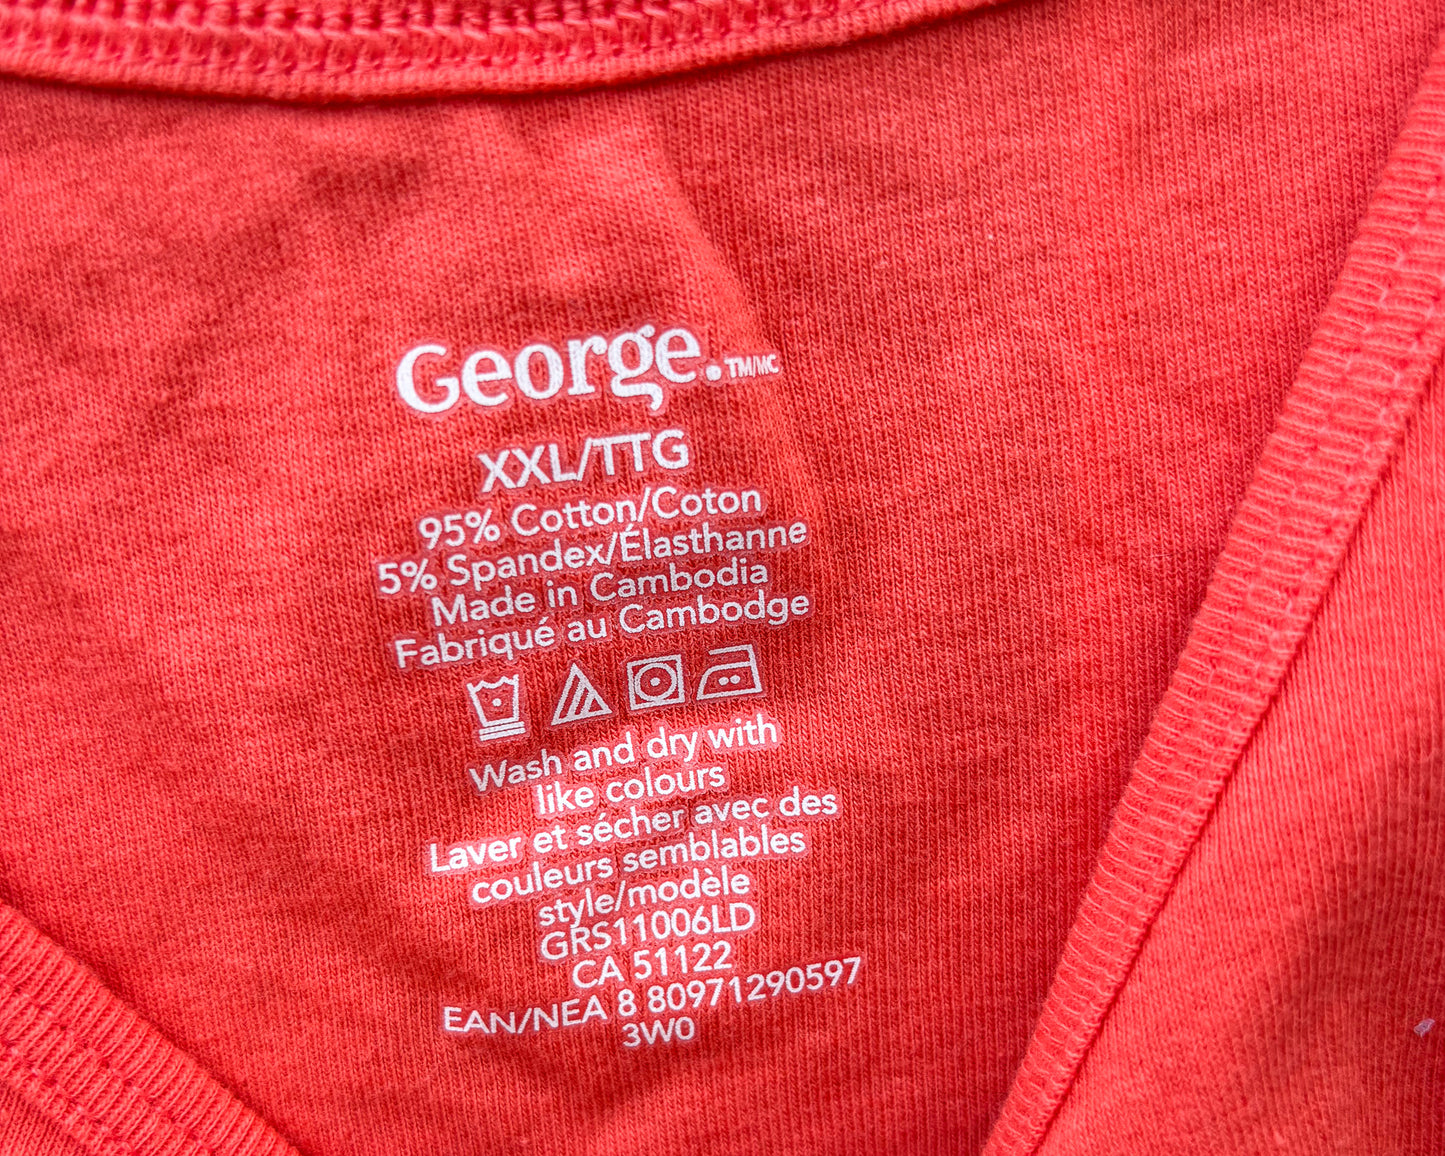 George.™/MC
XXL/TTG
95% Cotton/Coton
5% Spandex/Élasthanne
Made in Cambodia
Fabriqué au Cambodge
Wash and dry with
like colours
Laver et sécher avec des
couleurs semblables
style/modèle
GRS11006LD
CA 51122
EAN/NEA 8 80971290597
3W0